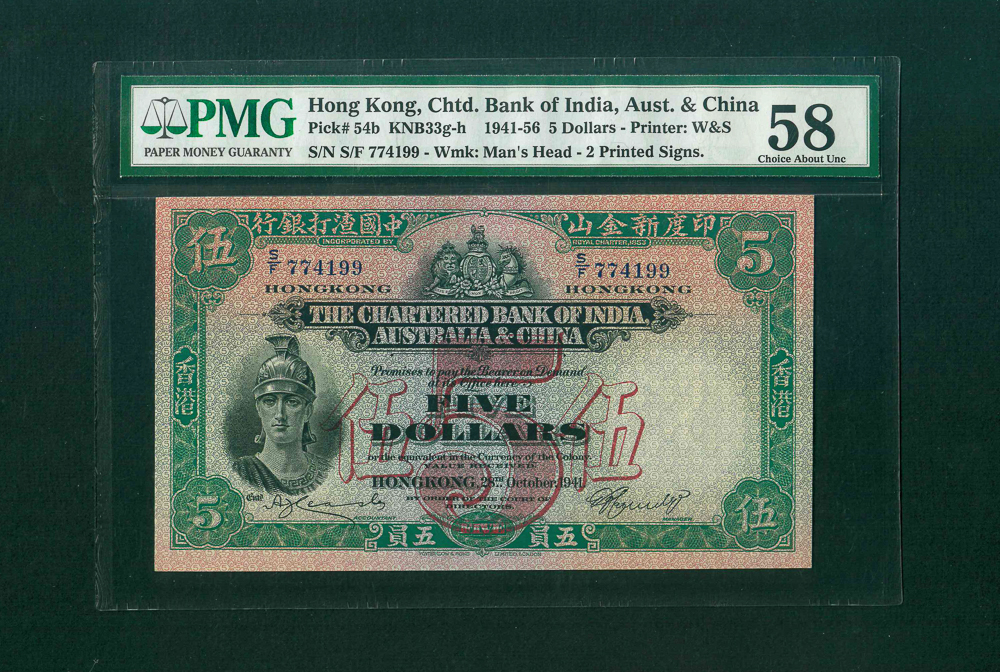 PMG
PAPER MONEY GUARANTY
Hong Kong, Chtd. Bank of India, Aust. & China
Pick# 54b KNB33g-h 1941-56 5 Dollars - Printer: W&S
S/N S/F 774199 - Wmk: Man's Head - 2 Printed Signs.
58
Choice About Unc
伍
行銀打渣國中
山金新度印
5
INCORPORATED BY
ROYAL CHARTER, 1853
S/F 774199
S/F 774199
HONGKONG
HONGKONG
THE CHARTERED BANK OF INDIA,
AUSTRALIA & CHINA
香港
香港
Promises to pay the Bearer on Demand
at its Office here
5
伍
伍
FIVE
DOLLARS
or the equivalent in the Currency of the Colony
VALUE RECEIVED.
HONGKONG, 28TH October, 1941.
BY ORDER OF THE COURT OF
DIRECTORS.
5
ACCOUNTANT
MANAGER
伍
員五
員五